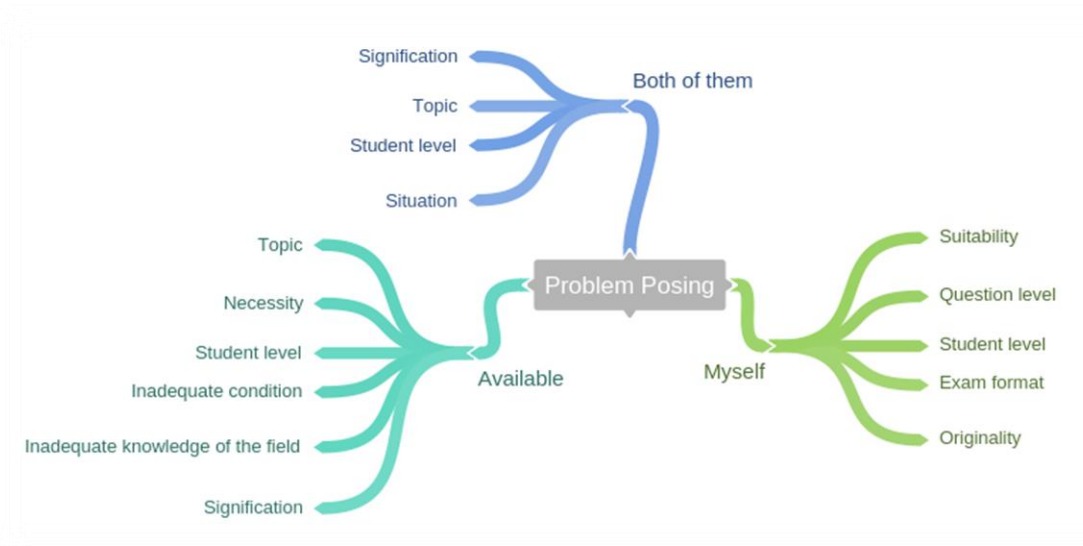 Signification
Both of them
Topic
Student level
Situation
Topic
Necessity
Student level
Inadequate condition
Inadequate knowledge of the field
Signification
Available
Problem Posing
Myself
Suitability
Question level
Student level
Exam format
Originality